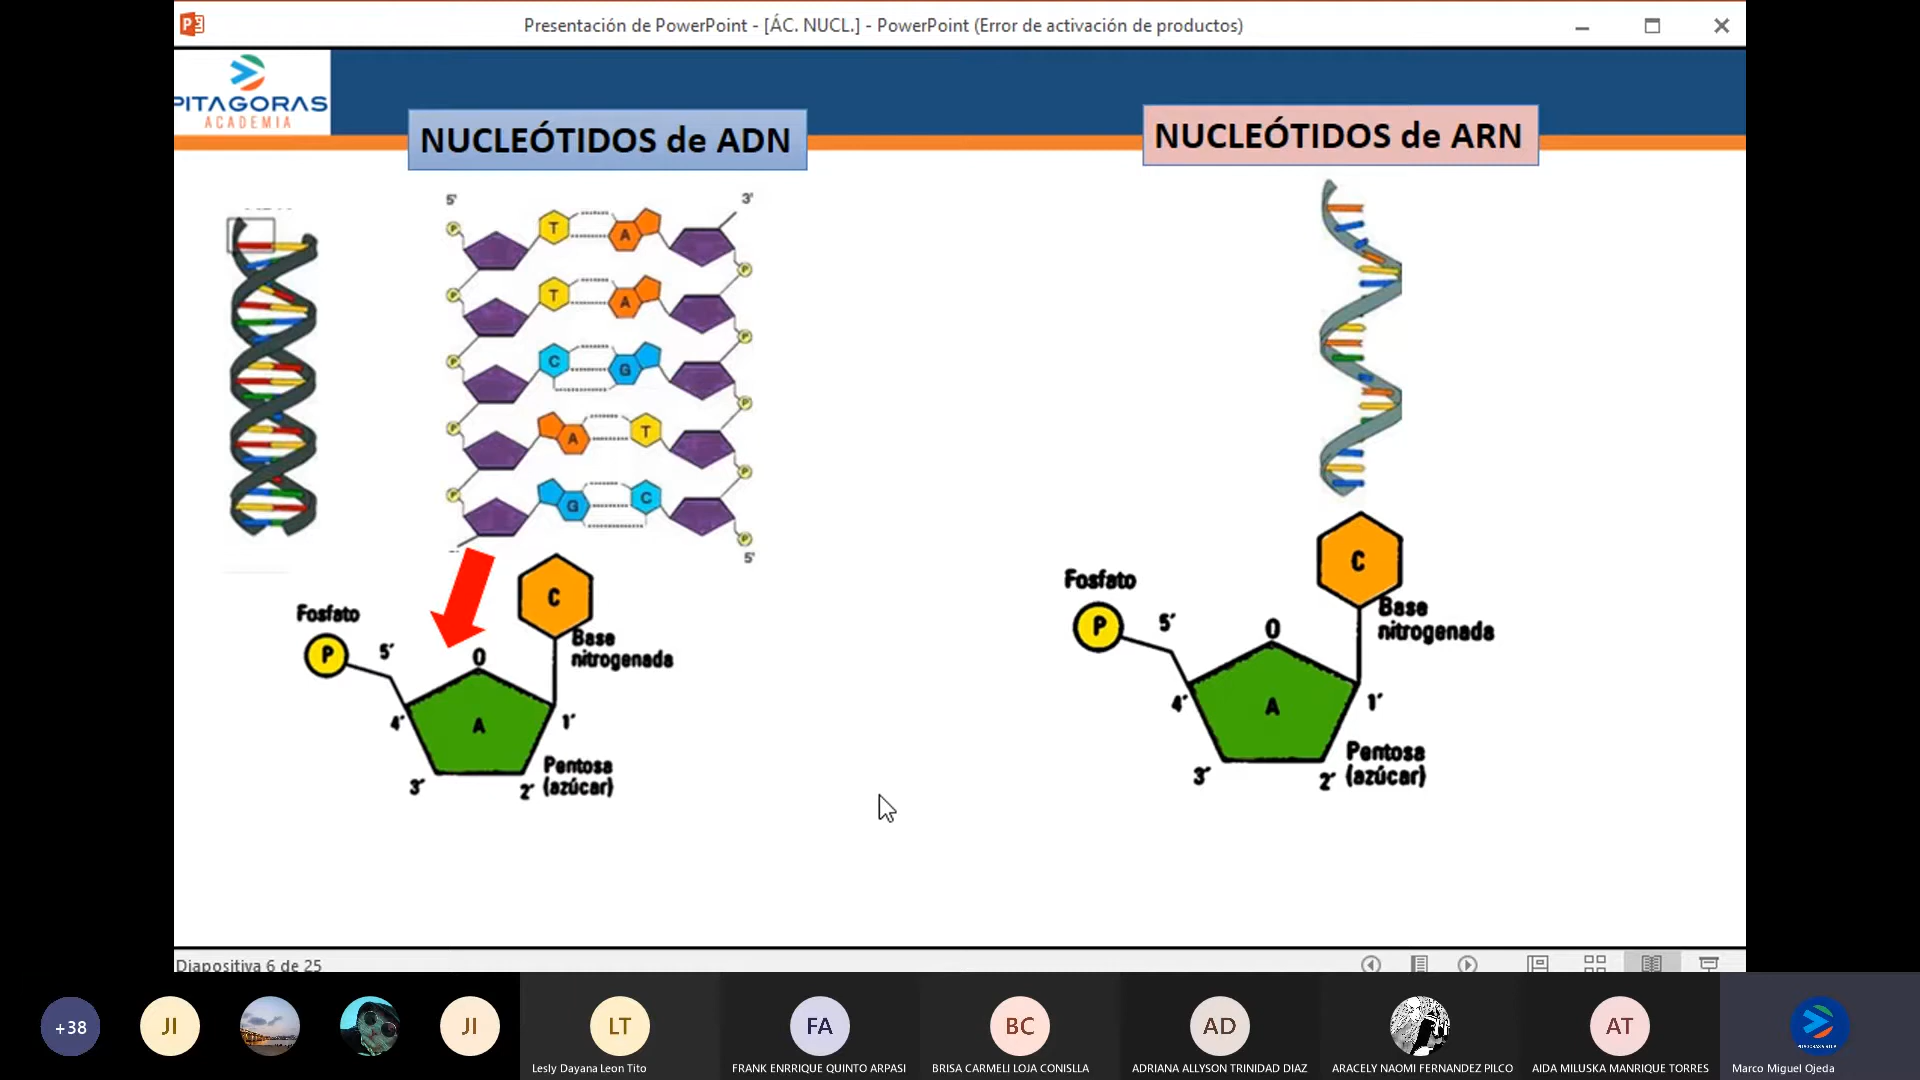 Presentación de PowerPoint - [ÁC. NUCL.] - PowerPoint (Error de activación de productos)
PITAGORAS
ACADEMIA
NUCLEÓTIDOS de ADN
NUCLEÓTIDOS de ARN
5' 3'
P T A
P
P T A
P
P C G
P
P A T
P
P G C
P
5'
Fosfato
P
5´
O
C
Base
nitrogenada
4´
A
1´
3´
2´
Pentosa
(azúcar)
Fosfato
P
5´
O
C
Base
nitrogenada
4´
A
1´
3´
2´
Pentosa
(azúcar)
Diapositiva 6 de 25
+38 JI JI LT FA BC AD AT
Lesly Dayana Leon Tito FRANK ENRRIQUE QUINTO ARPASI BRISA CARMELI LOJA CONISLLA ADRIANA ALLYSON TRINIDAD DIAZ ARACELY NAOMI FERNANDEZ PILCO AIDA MILUSKA MANRIQUE TORRES Marco Miguel Ojeda